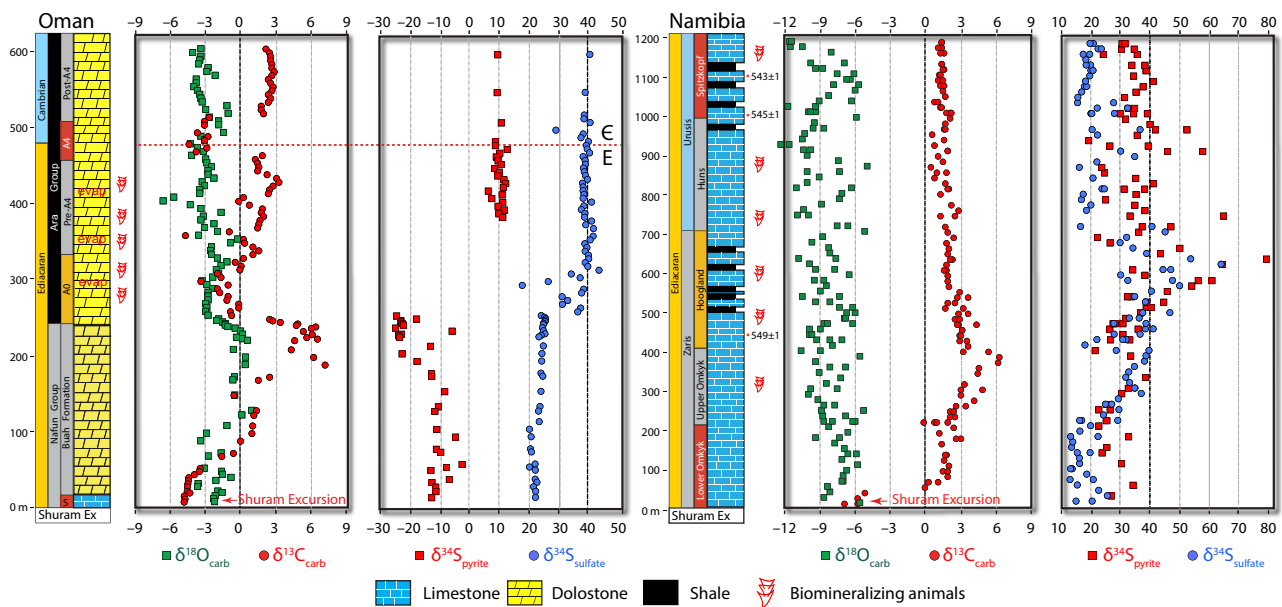 Oman
600
500
400
300
200
100
0 m
Cambrian
Ediacaran
Ara Group
Nafun Group
Post-A4
A4
Pre-A4
A0
Buah Formation
S
Shuram Ex
evap
evap
evap
-9 -6 -3 0 3 6 9
Shuram Excursion
δ18Ocarb
δ13Ccarb
-30 -20 -10 0 10 20 30 40 50
Є
E
δ34Spyrite
δ34Ssulfate
Namibia
1200
1100
1000
900
800
700
600
500
400
300
200
100
0 m
Ediacaran
Urusis
Zaris
Spitzkopf
Huns
Hoogland
Upper Omkyk
Lower Omkyk
Shuram Ex
543±1
545±1
549±1
-12 -9 -6 -3 0 3 6 9
Shuram Excursion
δ18Ocarb
δ13Ccarb
10 20 30 40 50 60 70 80
δ34Spyrite
δ34Ssulfate
Limestone
Dolostone
Shale
Biomineralizing animals